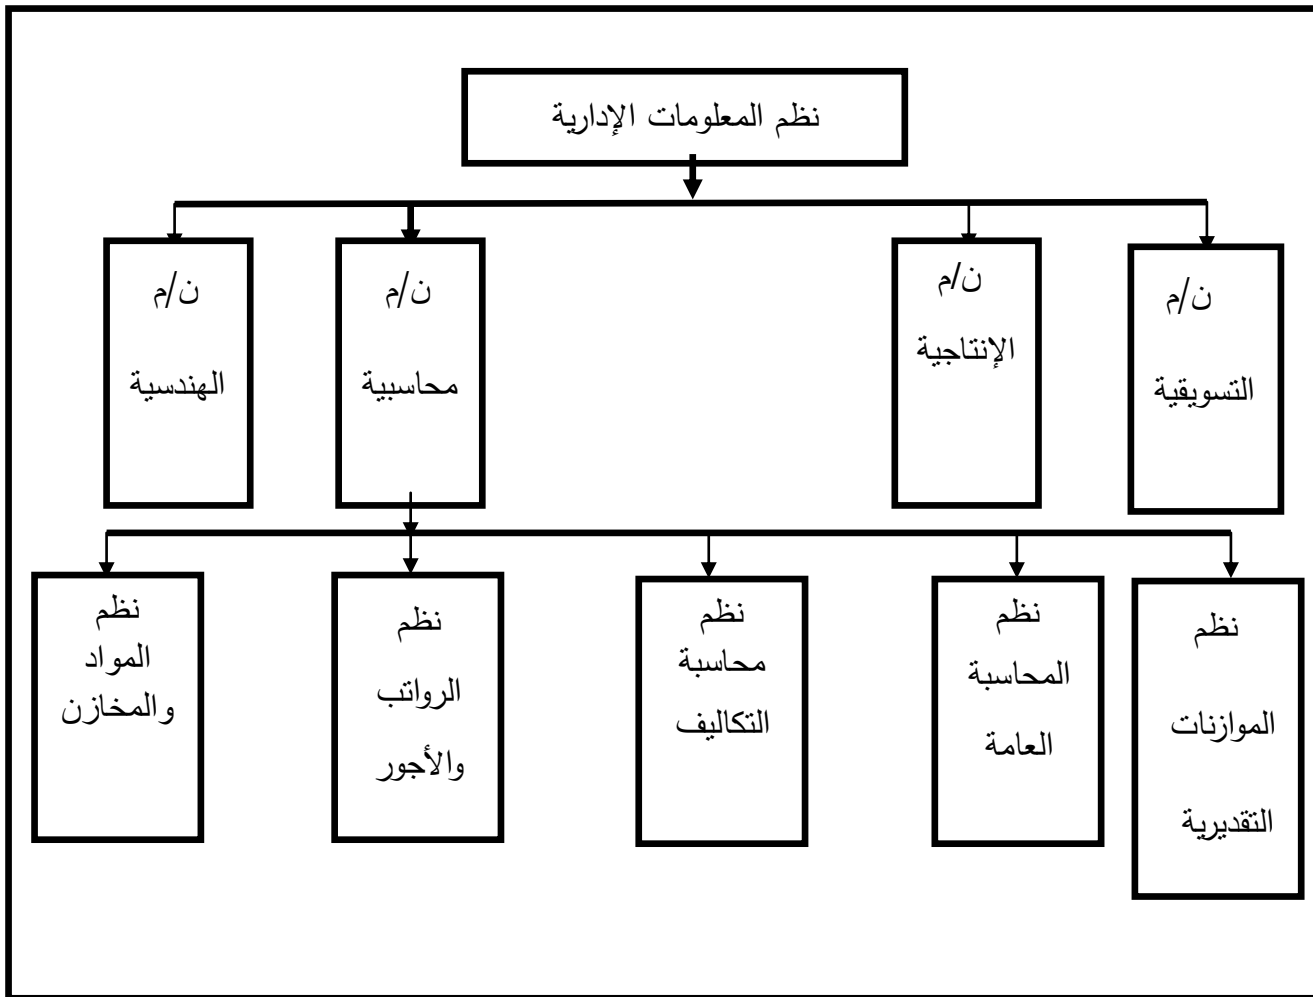 نظم المعلومات الإدارية
ن/م
التسويقية
ن/م
الإنتاجية
ن/م
محاسبية
ن/م
الهندسية
نظم
الموازنات
التقديرية
نظم
المحاسبة
العامة
نظم
محاسبة
التكاليف
نظم
الرواتب
والأجور
نظم
المواد
والمخازن